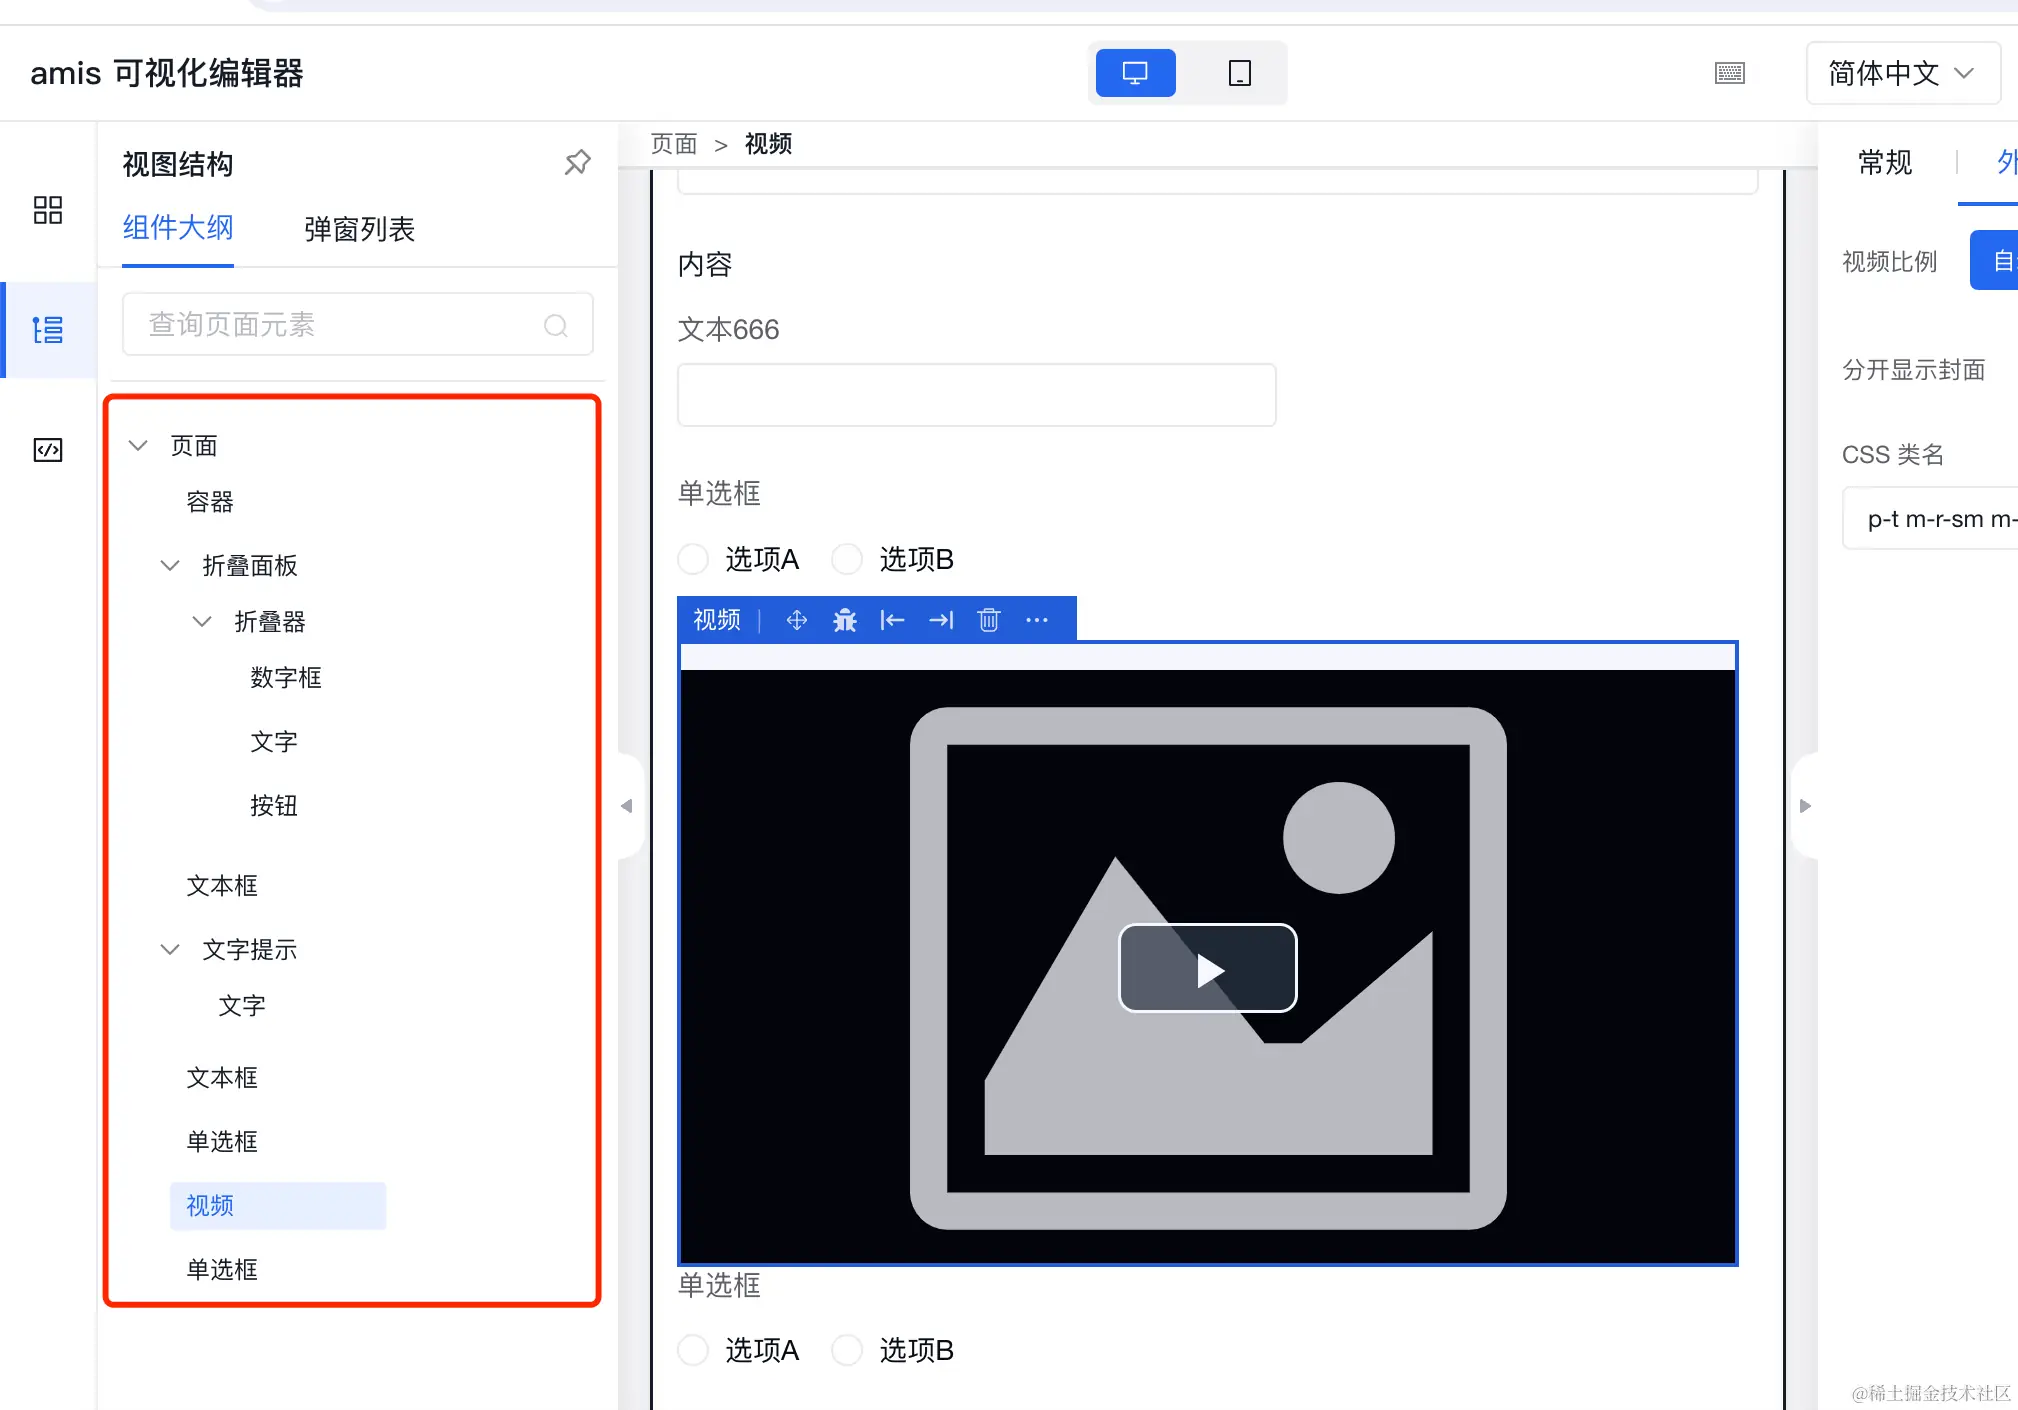 amis 可视化编辑器
简体中文
视图结构
组件大纲
弹窗列表
查询页面元素
页面
容器
折叠面板
折叠器
数字框
文字
按钮
文本框
文字提示
文字
文本框
单选框
视频
单选框
页面 > 视频
内容
文本666
单选框
选项A
选项B
视频
单选框
选项A
选项B
常规
外
视频比例
自
分开显示封面
CSS 类名
p-t m-r-sm m-
@稀土掘金技术社区